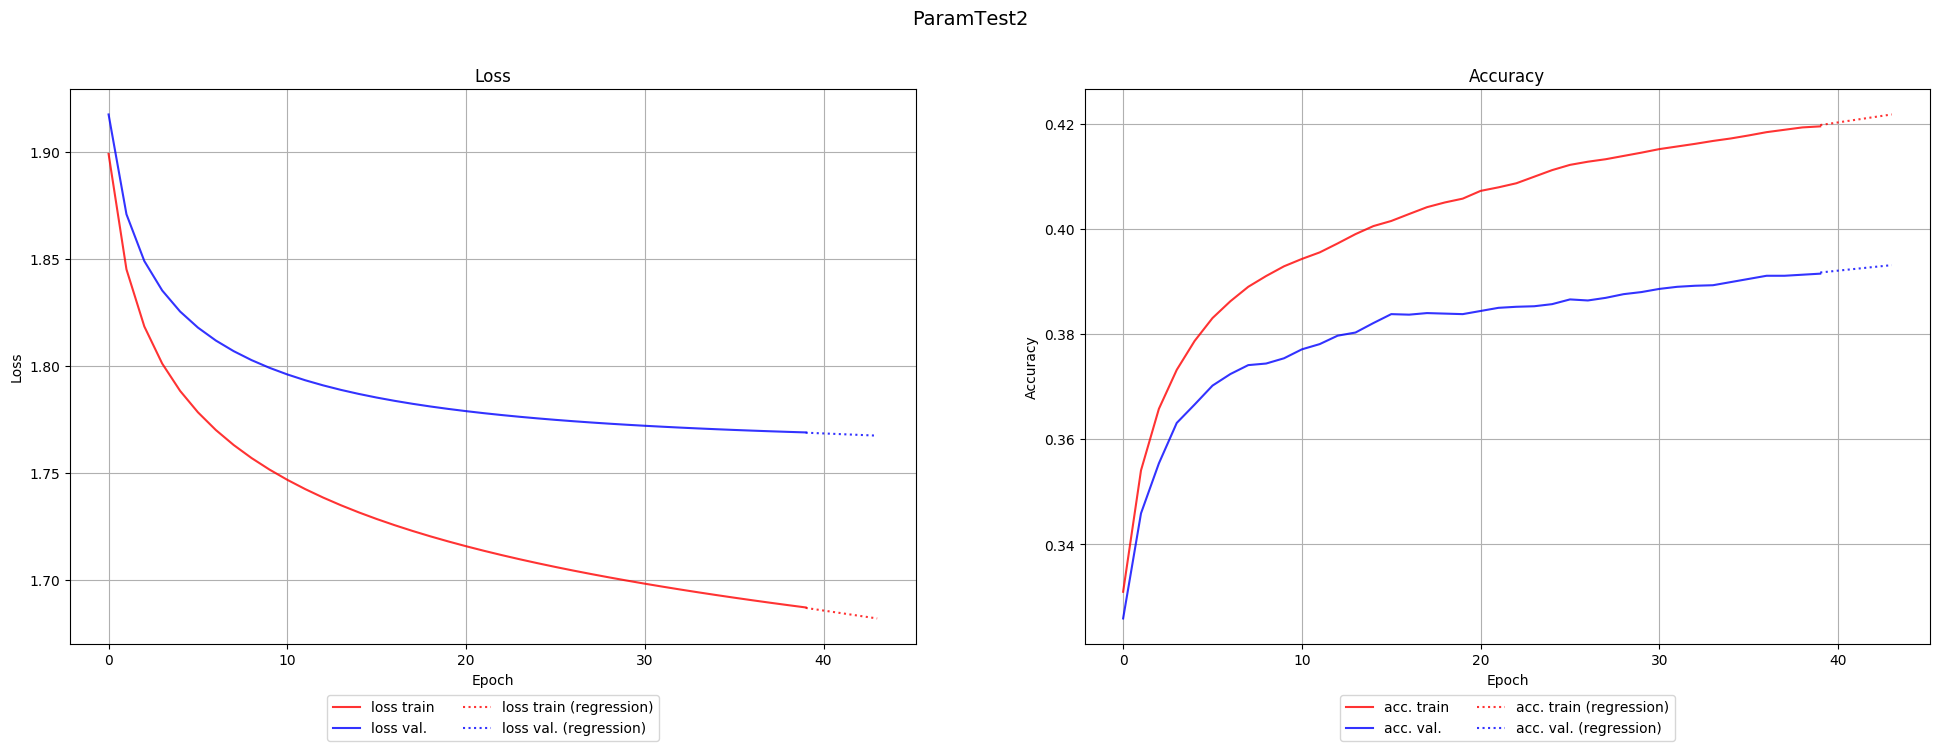 ParamTest2
Loss
Loss
1.90
1.85
1.80
1.75
1.70
0 10 20 30 40
Epoch
loss train
loss val.
loss train (regression)
loss val. (regression)
Accuracy
Accuracy
0.42
0.40
0.38
0.36
0.34
0 10 20 30 40
Epoch
acc. train
acc. val.
acc. train (regression)
acc. val. (regression)